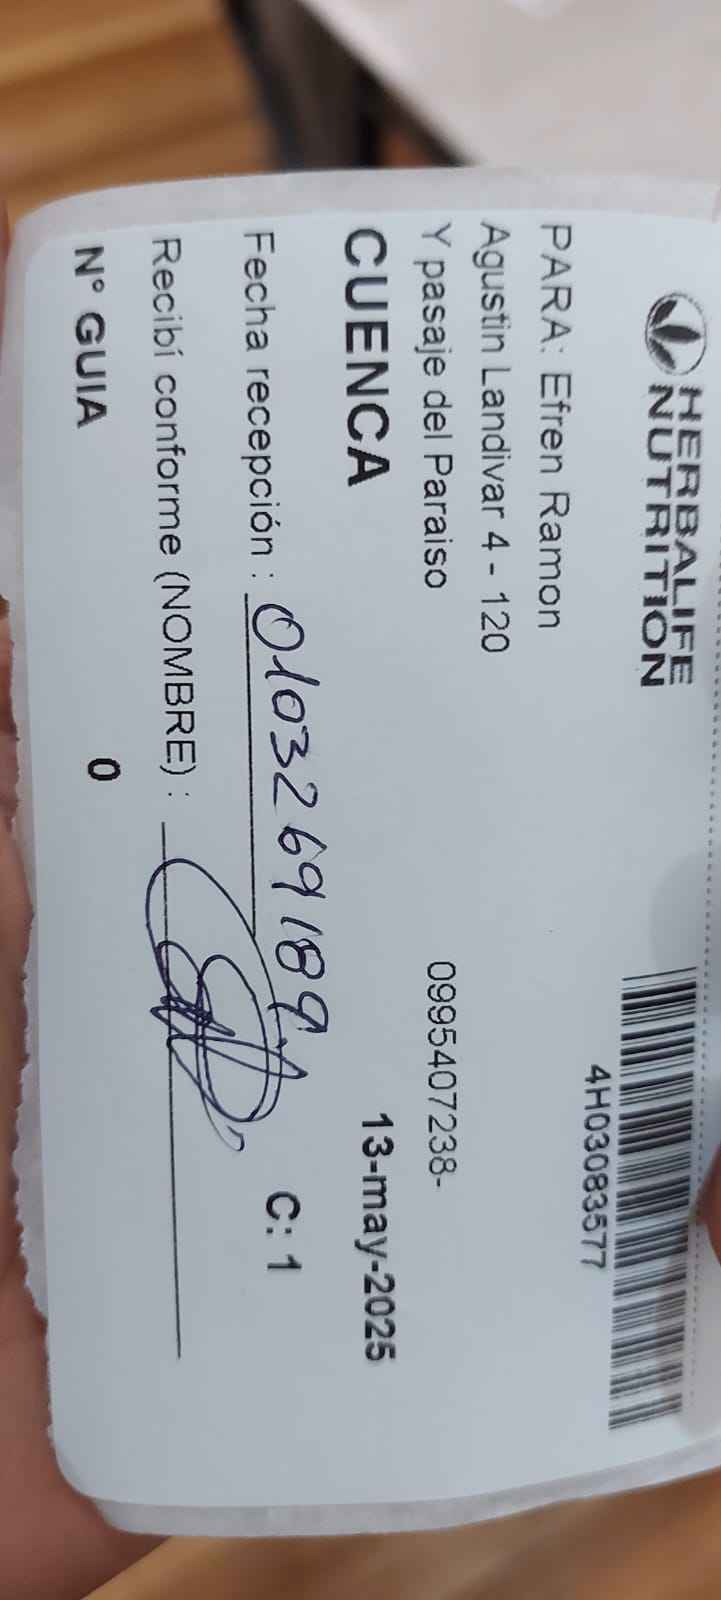 HERBALIFE
NUTRITION
4H03083577
PARA: Efren Ramon
Agustin Landivar 4 - 120
Y pasaje del Paraiso 0995407238-
CUENCA 13-may-2025
Fecha recepción : 0103269189 C: 1
Recibí conforme (NOMBRE) :
N° GUIA 0